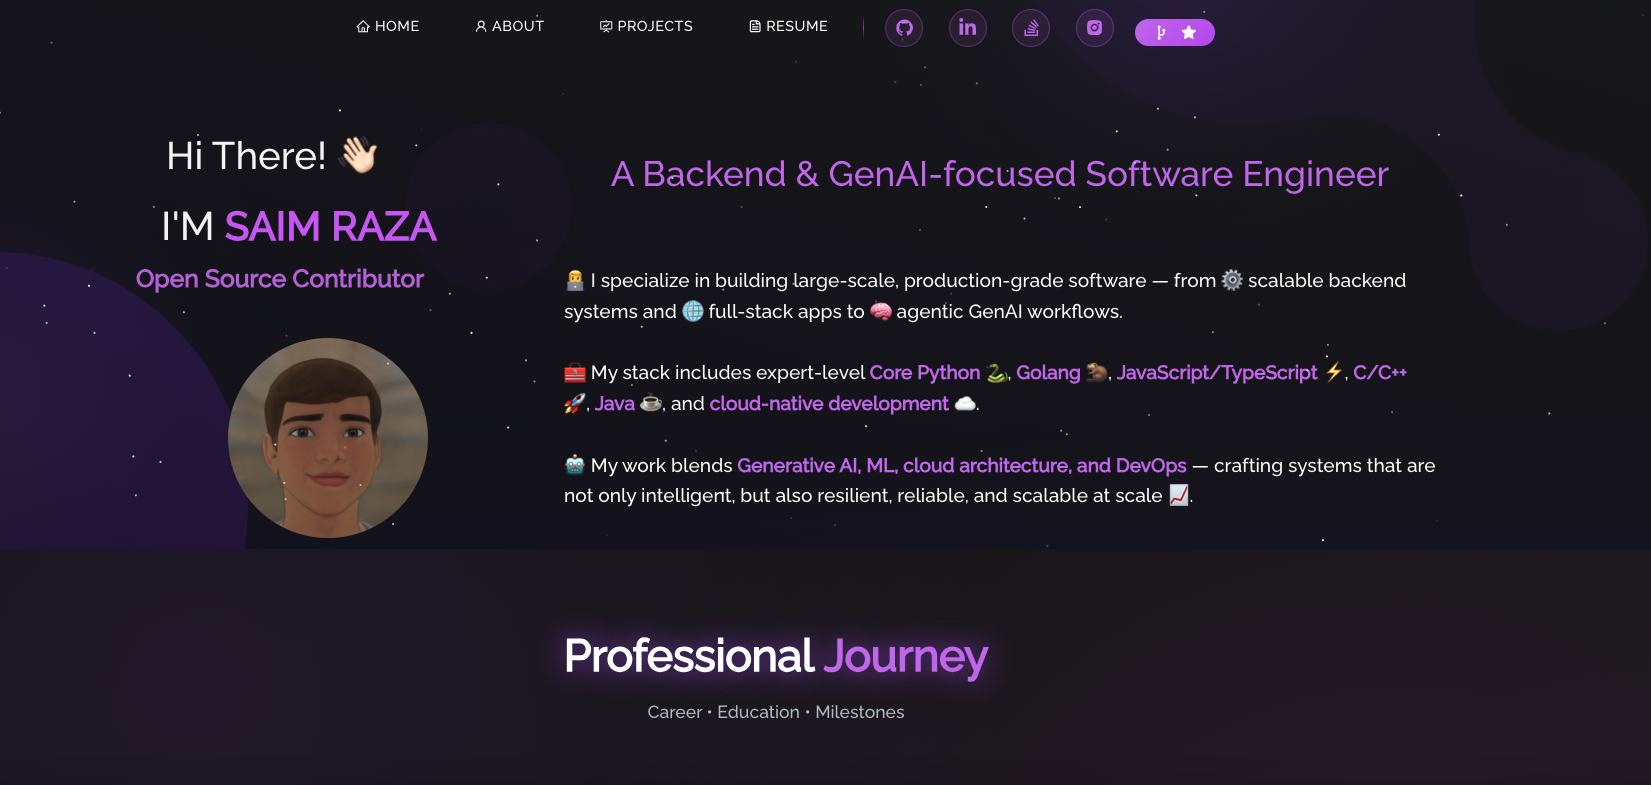 HOME ABOUT PROJECTS RESUME in
Hi There! 👋🏻
I'M SAIM RAZA
Open Source Contributor
A Backend & GenAI-focused Software Engineer
👨‍💻 I specialize in building large-scale, production-grade software — from ⚙️ scalable backend
systems and 🌐 full-stack apps to 🧠 agentic GenAI workflows.
🧰 My stack includes expert-level Core Python 🐍, Golang 🦫, JavaScript/TypeScript ⚡, C/C++
🚀, Java ☕, and cloud-native development ☁️.
🤖 My work blends Generative AI, ML, cloud architecture, and DevOps — crafting systems that are
not only intelligent, but also resilient, reliable, and scalable at scale 📈.
Professional Journey
Career • Education • Milestones